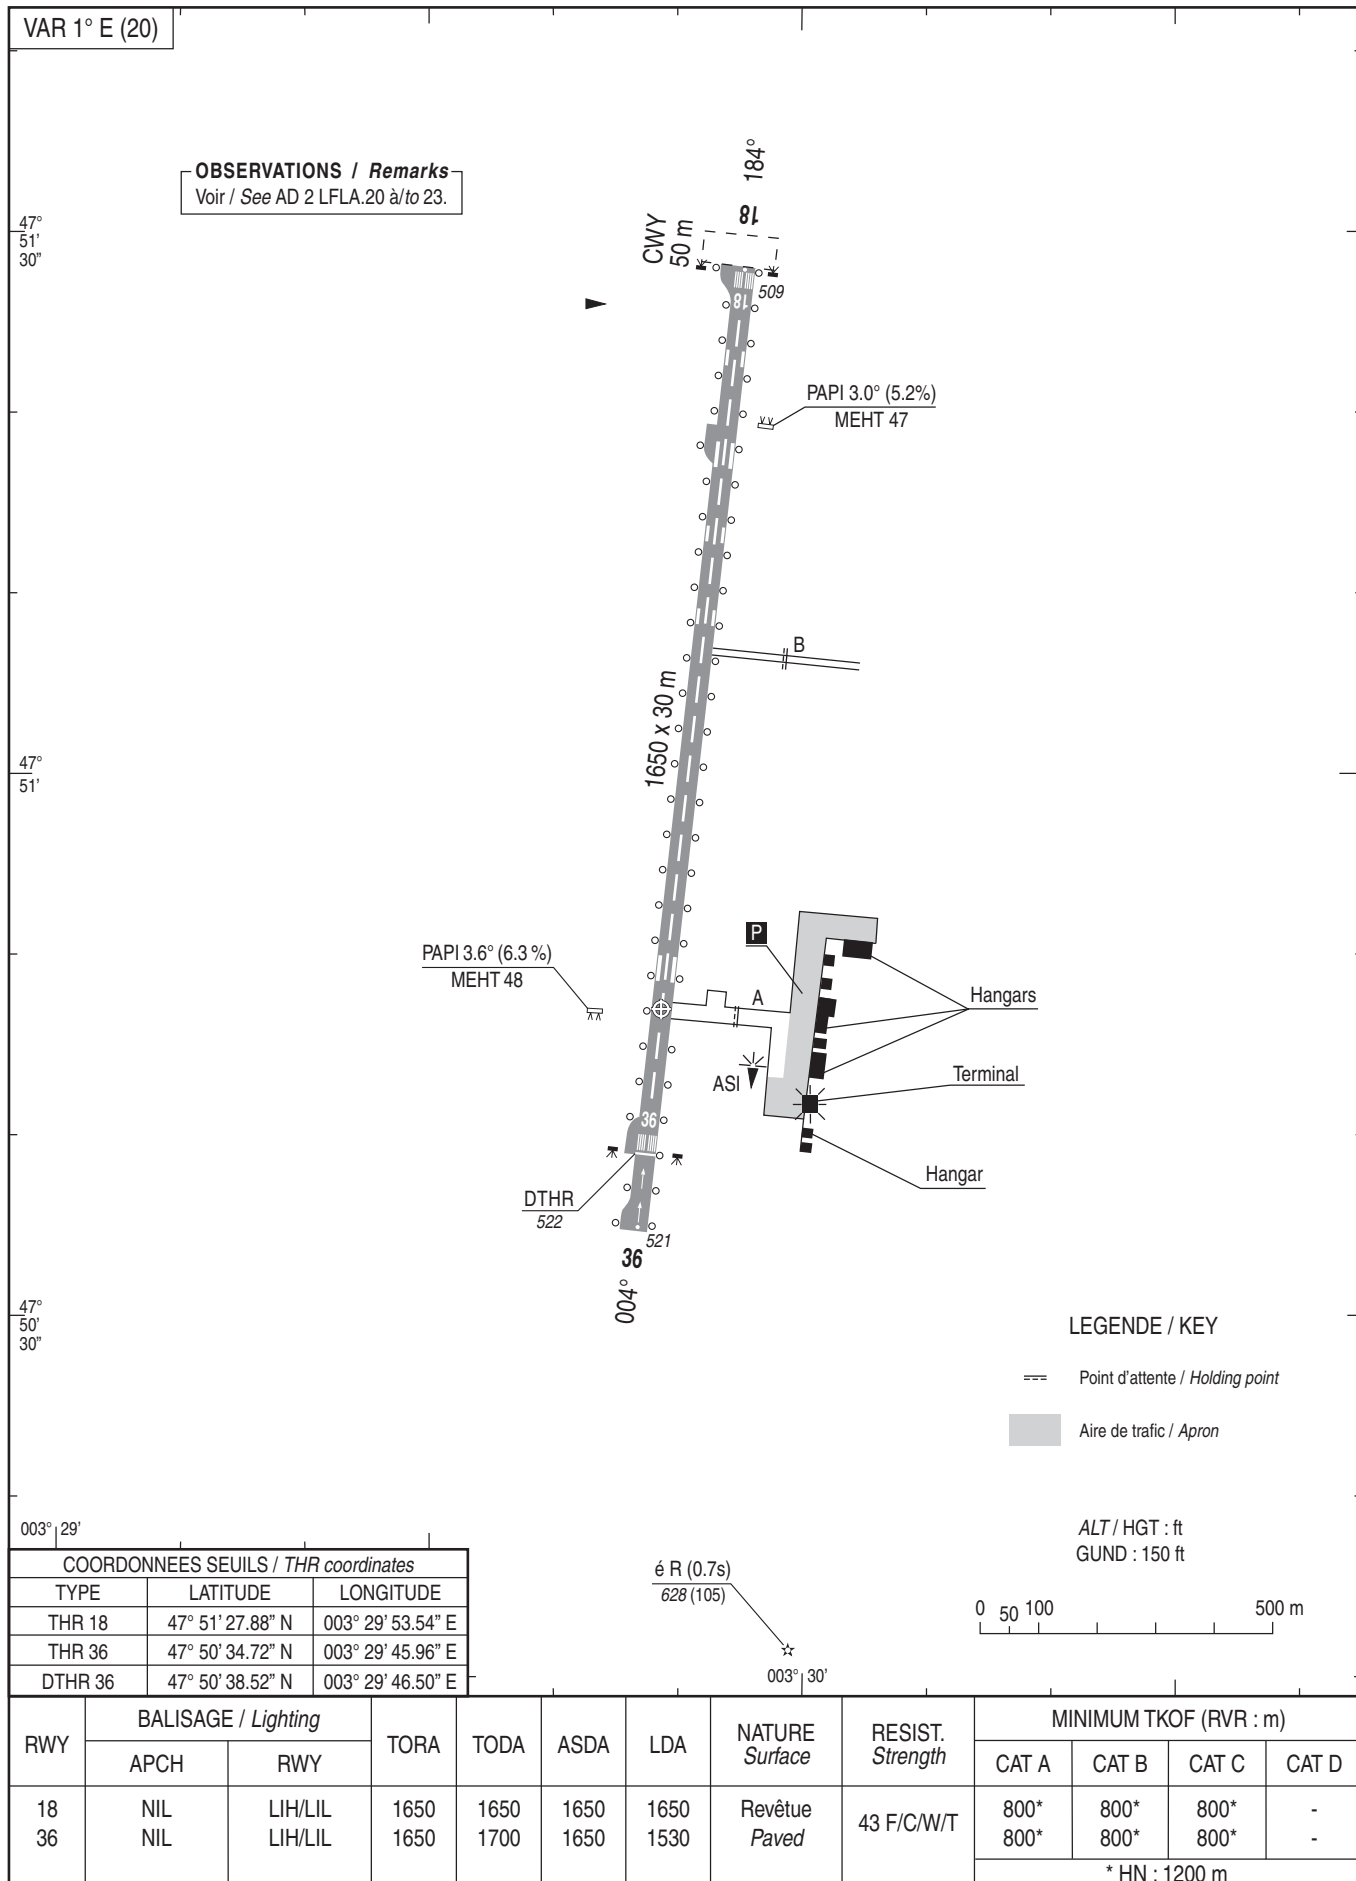 VAR 1° E (20)
OBSERVATIONS / Remarks
Voir / See AD 2 LFLA.20 à/to 23.
184°
18
CWY
50 m
47°
51’
30”
509
18
PAPI 3.0° (5.2%)
MEHT 47
B
1650 x 30 m
47°
51’
P
PAPI 3.6° (6.3 %)
MEHT 48
A
Hangars
ASI
Terminal
36
Hangar
DTHR
522
521
36
004°
47°
50’
30”
LEGENDE / KEY
Point d’attente / Holding point
Aire de trafic / Apron
003° 29’
ALT / HGT : ft
GUND : 150 ft
é R (0.7s)
628 (105)
0 50 100 500 m
003° 30’
COORDONNEES SEUILS / THR coordinates
TYPE LATITUDE LONGITUDE
THR 18 47° 51’ 27.88” N 003° 29’ 53.54” E
THR 36 47° 50’ 34.72” N 003° 29’ 45.96” E
DTHR 36 47° 50’ 38.52” N 003° 29’ 46.50” E
RWY BALISAGE / Lighting TORA TODA ASDA LDA NATURE Surface RESIST. Strength MINIMUM TKOF (RVR : m)
APCH RWY CAT A CAT B CAT C CAT D
18 NIL LIH/LIL 1650 1650 1650 1650 Revêtue 43 F/C/W/T 800* 800* 800* -
36 NIL LIH/LIL 1650 1700 1650 1530 Paved 800* 800* 800* -
* HN : 1200 m